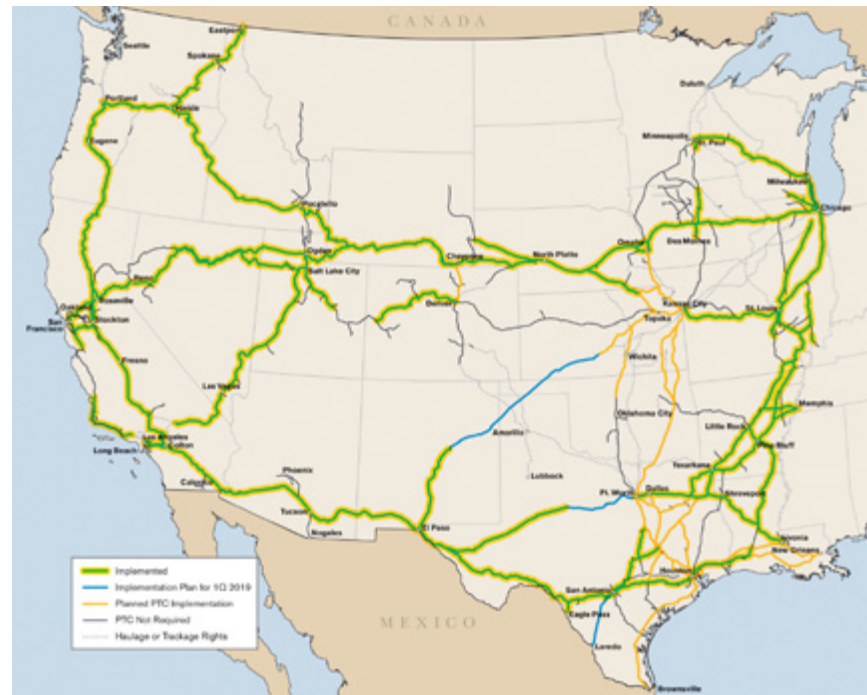 CANADA
Eastport
Seattle
Spokane
Portland
Hinkle
Eugene
Duluth
Minneapolis
St. Paul
Milwaukee
Chicago
Pocatello
Ogden
Salt Lake City
Cheyenne
North Platte
Omaha
Des Moines
Reno
Roseville
Oakland
San
Francisco
Stockton
Denver
Topeka
Kansas City
St. Louis
Fresno
Las Vegas
Wichita
Oklahoma City
Amarillo
Memphis
Little Rock
Pine Bluff
Los Angeles
Long Beach
Colton
Lubbock
Texarkana
Phoenix
Calexico
Tucson
Nogales
Ft. Worth
Dallas
Shreveport
El Paso
Livonia
New Orleans
Houston
San Antonio
Eagle Pass
Laredo
Brownsville
MEXICO
Implemented
Implementation Plan for 1Q 2019
Planned PTC Implementation
PTC Not Required
Haulage or Trackage Rights